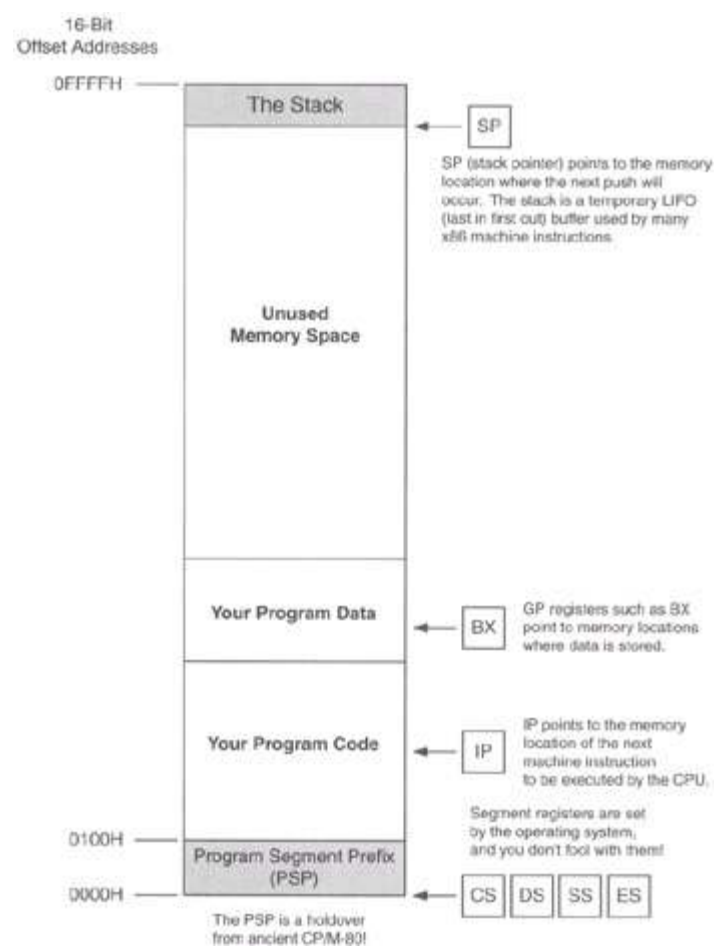 16-Bit
Offset Addresses
0FFFFH
The Stack
SP
SP (stack pointer) points to the memory
location where the next push will
occur. The stack is a temporary LIFO
(last in first out) buffer used by many
x86 machine instructions.
Unused
Memory Space
Your Program Data
BX
GP registers such as BX
point to memory locations
where data is stored.
Your Program Code
IP
IP points to the memory
location of the next
machine instruction
to be executed by the CPU.
Segment registers are set
by the operating system,
and you don't fool with them!
0100H
Program Segment Prefix
(PSP)
0000H
CS DS SS ES
The PSP is a holdover
from ancient CP/M-80!